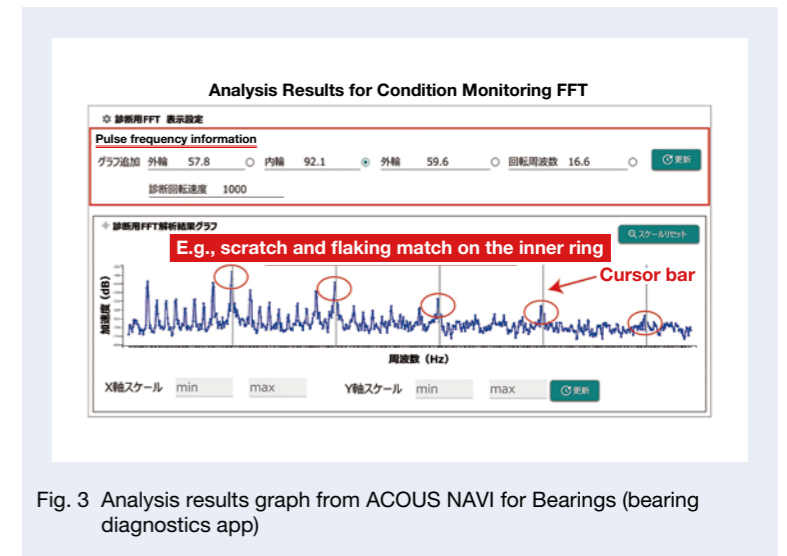 Analysis Results for Condition Monitoring FFT
診断用FFT 表示設定
Pulse frequency information
グラフ追加 外輪 57.8 内輪 92.1 外輪 59.6 回転周波数 16.6 更新
診断回転速度 1000
診断用FFT解析結果グラフ
スケールリセット
E.g., scratch and flaking match on the inner ring
Cursor bar
加速度 (dB)
周波数 (Hz)
X軸スケール min max Y軸スケール min max 更新
Fig. 3 Analysis results graph from ACOUS NAVI for Bearings (bearing
diagnostics app)